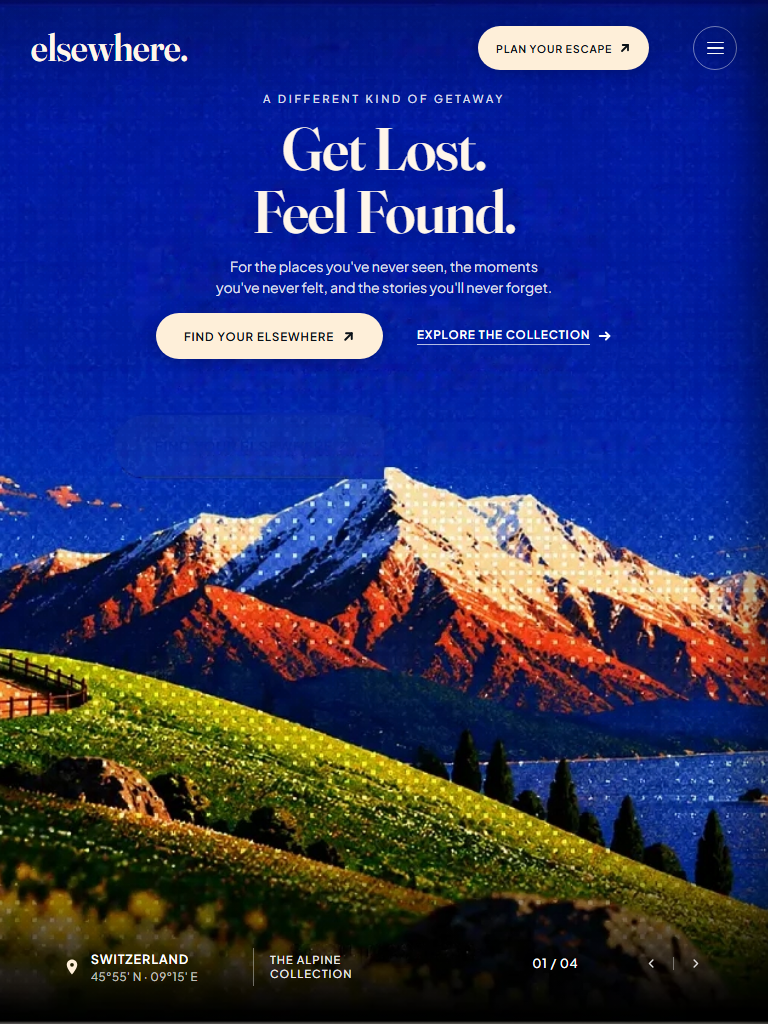 elsewhere.
PLAN YOUR ESCAPE
A DIFFERENT KIND OF GETAWAY
Get Lost.
Feel Found.
For the places you've never seen, the moments
you've never felt, and the stories you'll never forget.
FIND YOUR ELSEWHERE
EXPLORE THE COLLECTION
SWITZERLAND
45°55' N · 09°15' E
THE ALPINE
COLLECTION
01 / 04